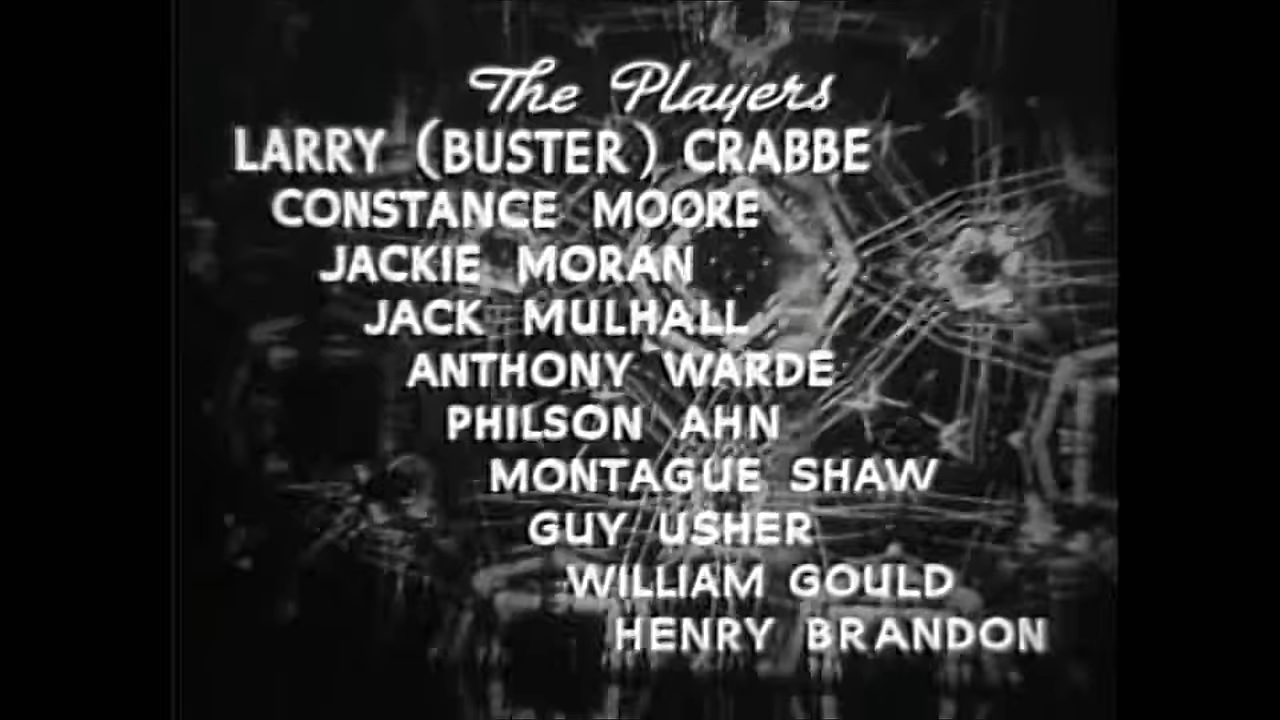 The Players
LARRY (BUSTER) CRABBE
CONSTANCE MOORE
JACKIE MORAN
JACK MULHALL
ANTHONY WARDE
PHILSON AHN
MONTAGUE SHAW
GUY USHER
WILLIAM GOULD
HENRY BRANDON